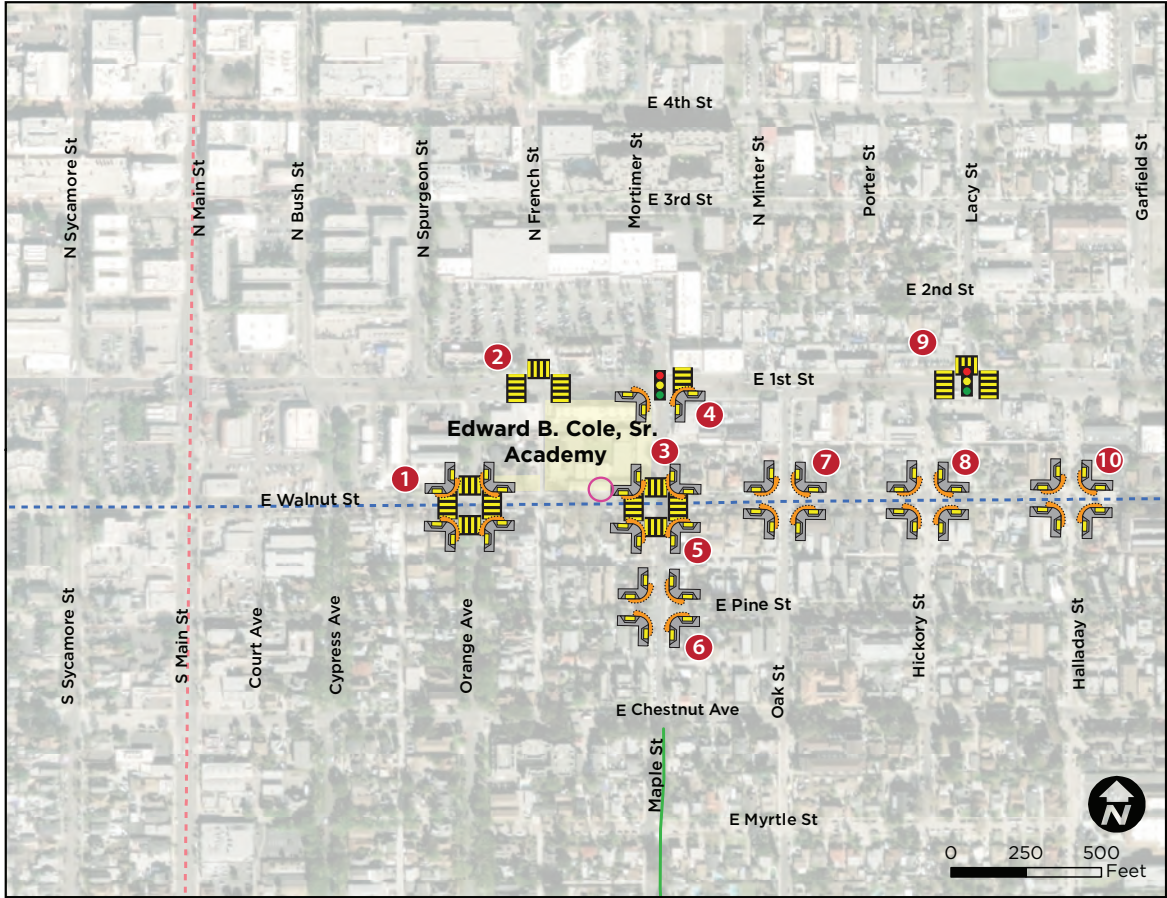 E 4th St
N Sycamore St
N Main St
N Bush St
N Spurgeon St
N French St
Mortimer St
N Minter St
Porter St
Lacy St
Garfield St
E 3rd St
E 2nd St
9
2
E 1st St
4
Edward B. Cole, Sr.
Academy
3
7
8
10
1
E Walnut St
5
S Sycamore St
S Main St
Court Ave
Cypress Ave
Orange Ave
E Pine St
6
Hickory St
Halladay St
Oak St
E Chestnut Ave
Maple St
E Myrtle St
N
0 250 500
Feet